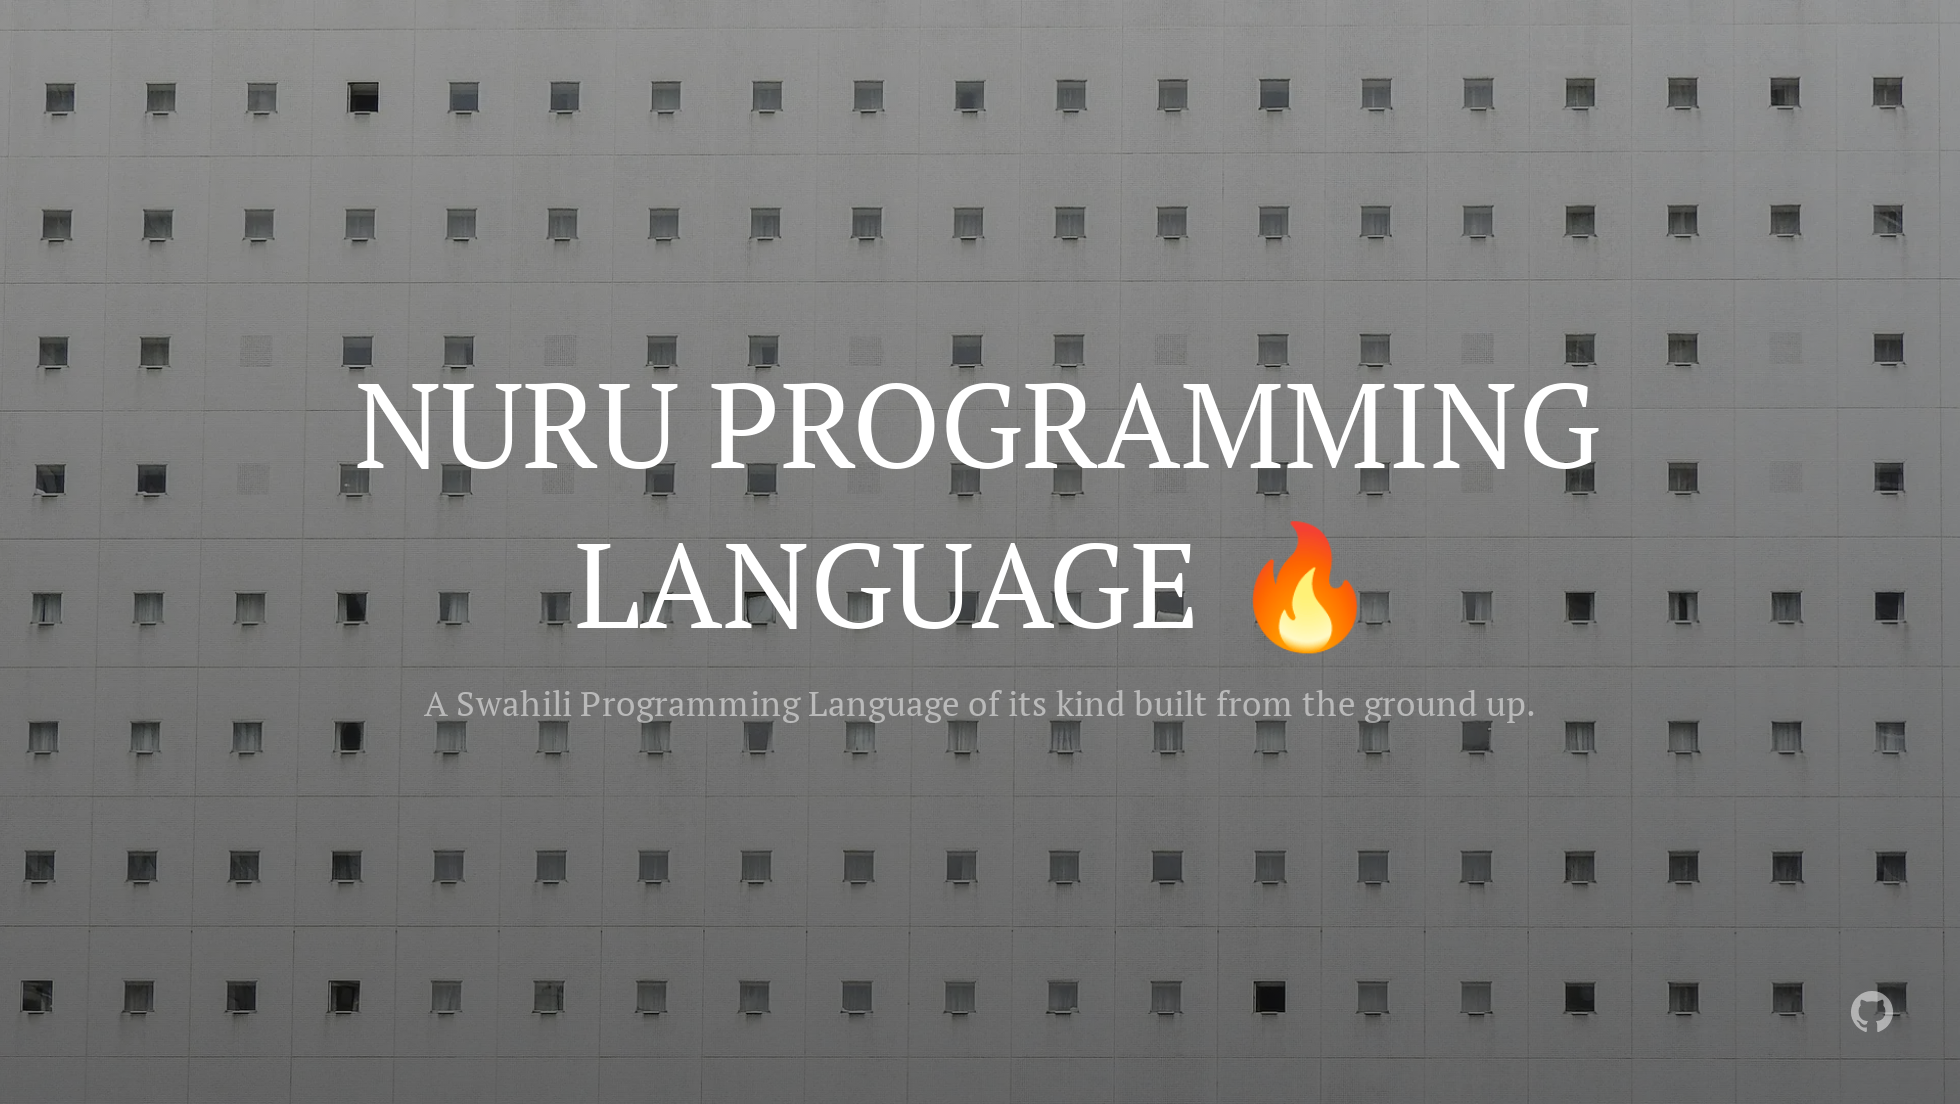 NURU PROGRAMMING
LANGUAGE 🔥
A Swahili Programming Language of its kind built from the ground up.